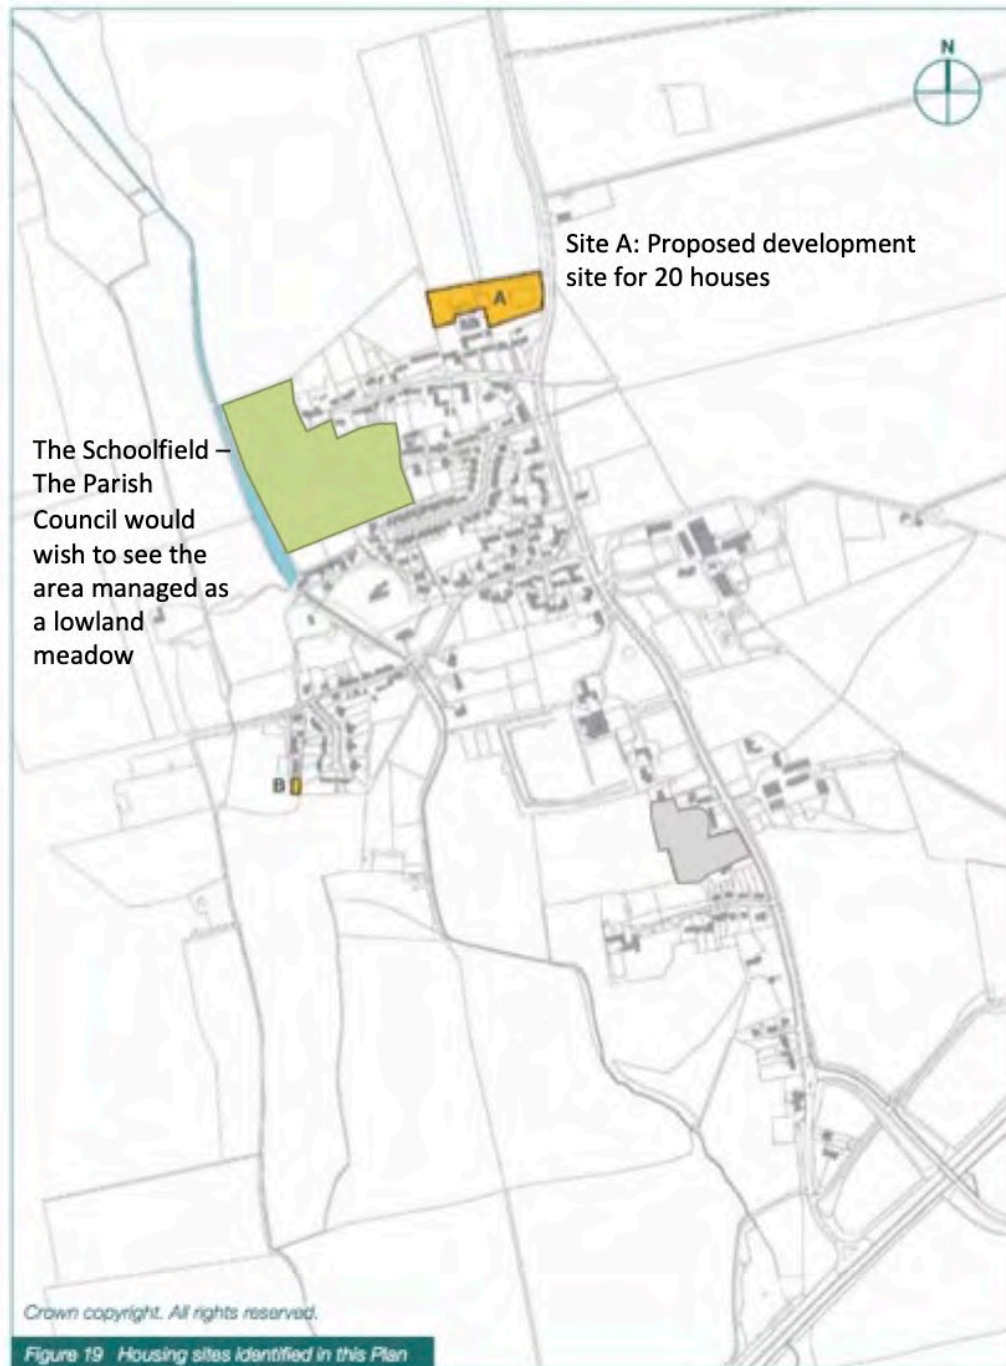 N
Site A: Proposed development
site for 20 houses
A
The Schoolfield –
The Parish
Council would
wish to see the
area managed as
a lowland
meadow
B
Crown copyright. All rights reserved.
Figure 19 Housing sites identified in this Plan